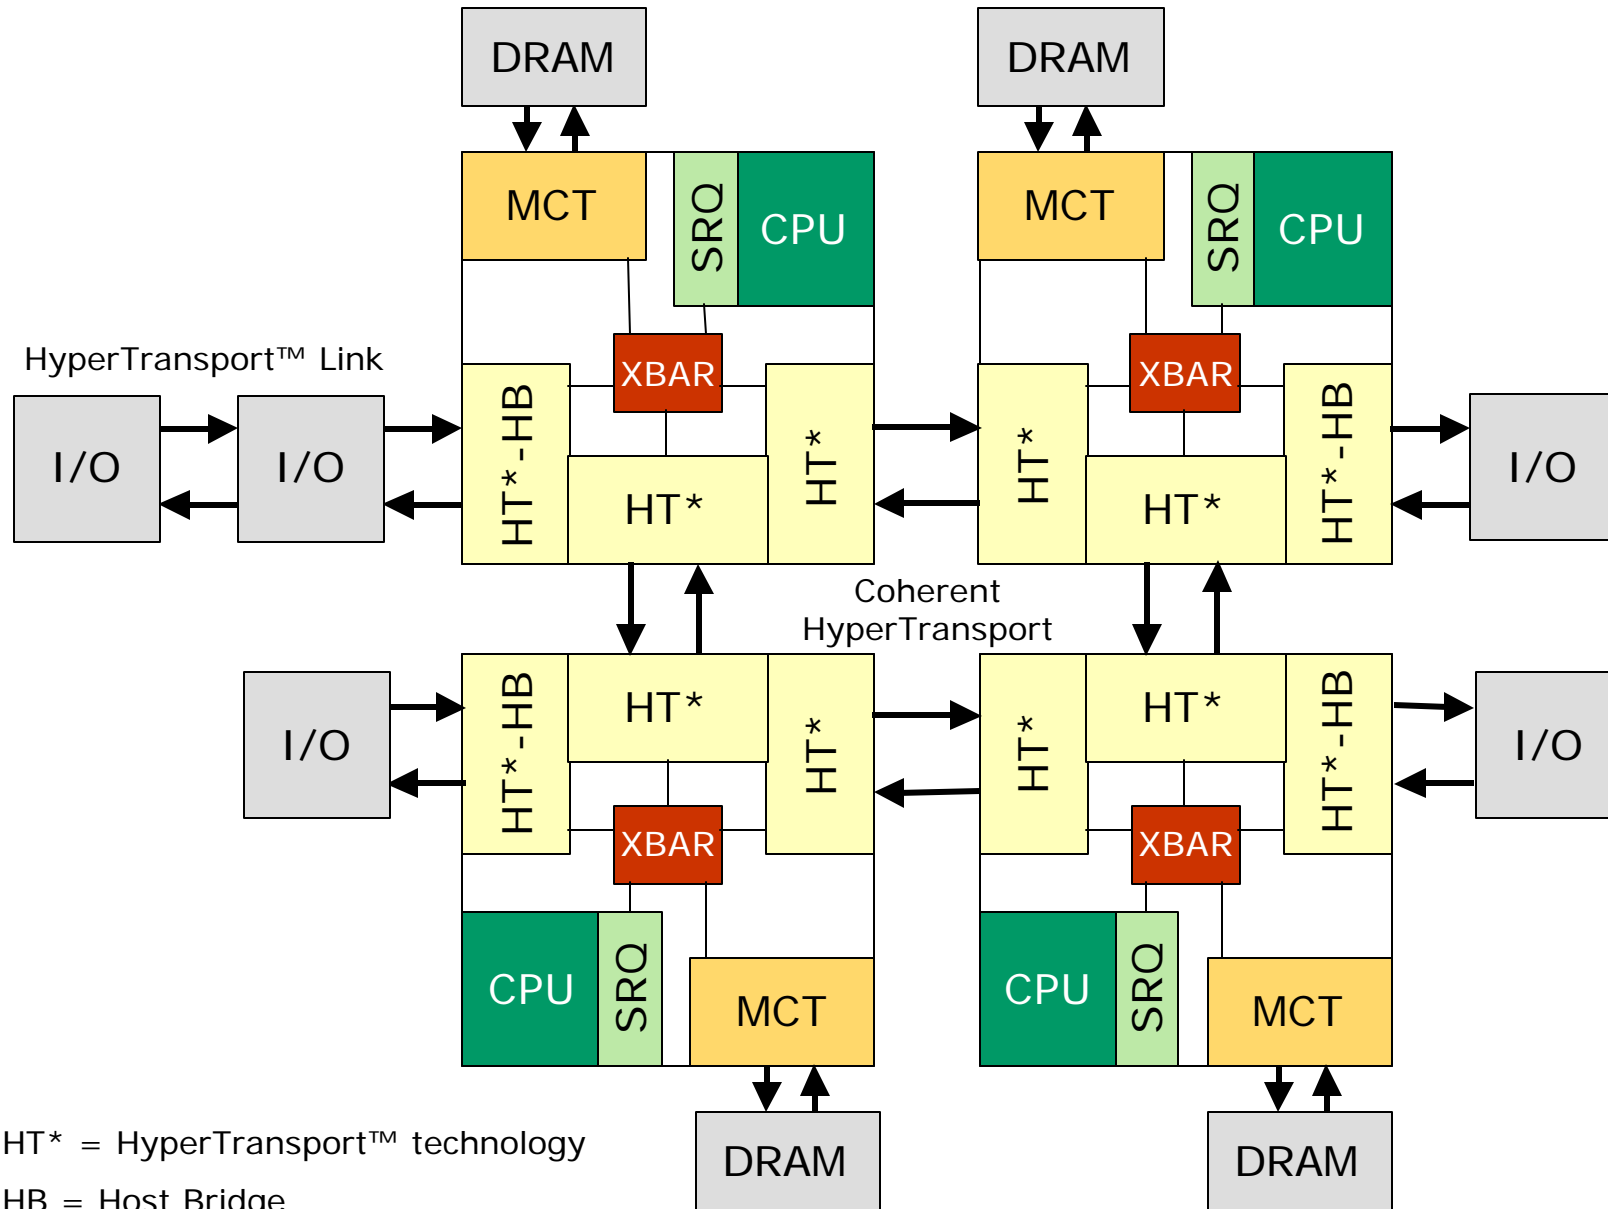 DRAM
DRAM
MCT
SRQ
CPU
MCT
SRQ
CPU
HyperTransport™ Link
XBAR
XBAR
I/O
I/O
HT*-HB
HT*
HT*
HT*
HT*
HT*-HB
I/O
Coherent
HyperTransport
I/O
HT*-HB
HT*
HT*
HT*
HT*
HT*-HB
I/O
XBAR
XBAR
CPU
SRQ
MCT
CPU
SRQ
MCT
HT* = HyperTransport™ technology
DRAM
DRAM
HB = Host Bridge